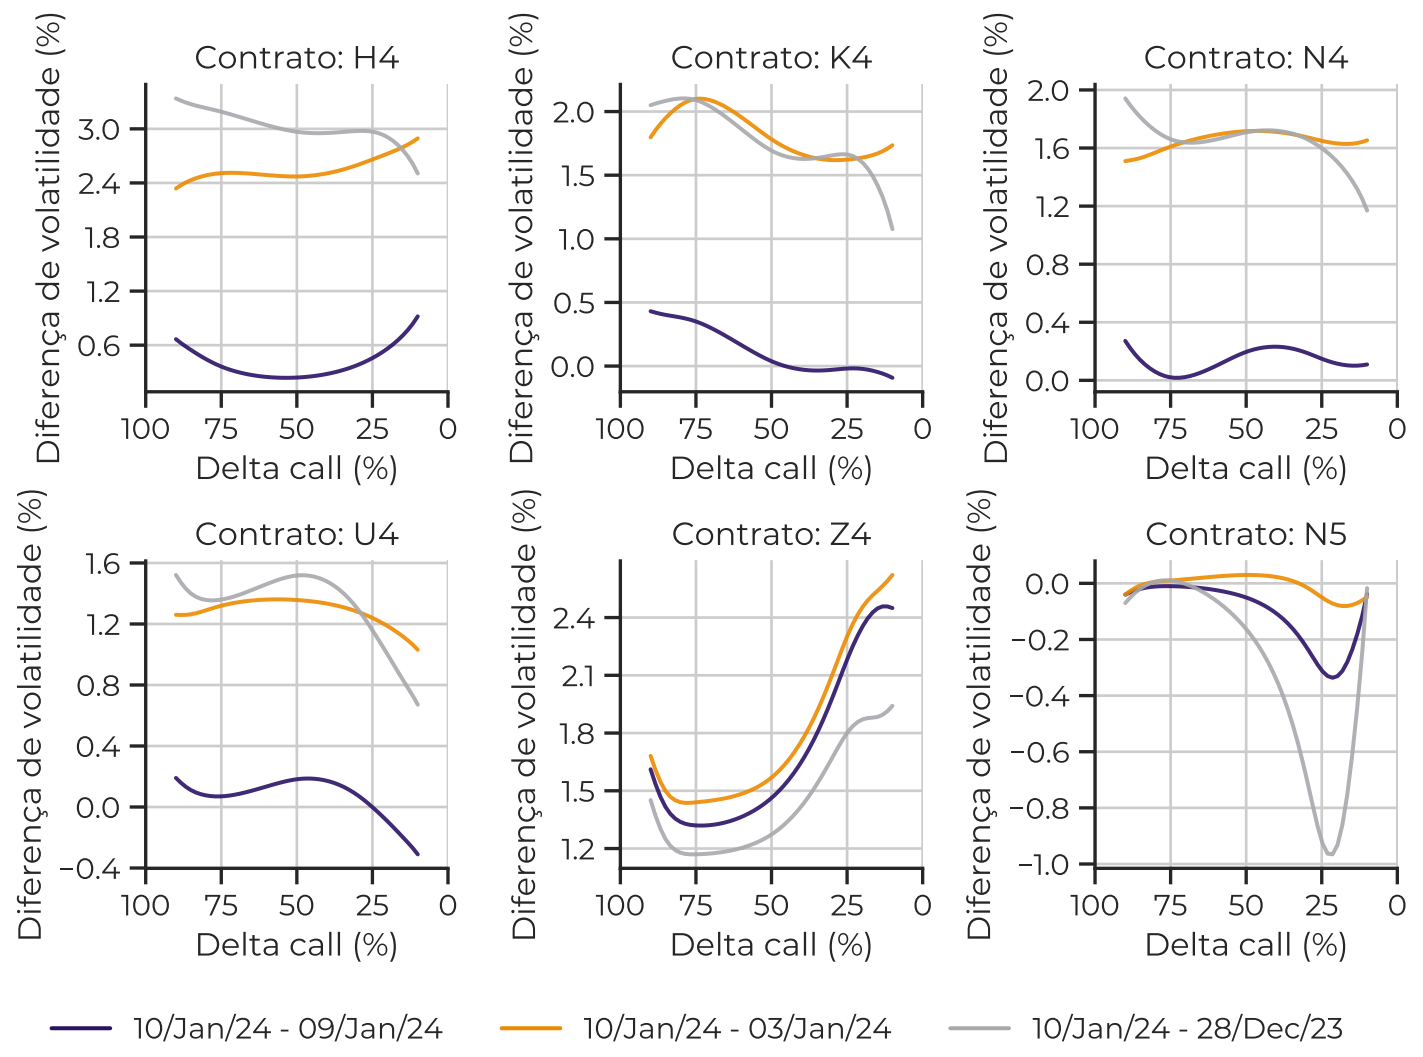 Contrato: H4
Diferença de volatilidade (%)
3.0
2.4
1.8
1.2
0.6
100 75 50 25 0
Delta call (%)
Contrato: K4
Diferença de volatilidade (%)
2.0
1.5
1.0
0.5
0.0
100 75 50 25 0
Delta call (%)
Contrato: N4
Diferença de volatilidade (%)
2.0
1.6
1.2
0.8
0.4
0.0
100 75 50 25 0
Delta call (%)
Contrato: U4
Diferença de volatilidade (%)
1.6
1.2
0.8
0.4
0.0
−0.4
100 75 50 25 0
Delta call (%)
Contrato: Z4
Diferença de volatilidade (%)
2.4
2.1
1.8
1.5
1.2
100 75 50 25 0
Delta call (%)
Contrato: N5
Diferença de volatilidade (%)
0.0
−0.2
−0.4
−0.6
−0.8
−1.0
100 75 50 25 0
Delta call (%)
10/Jan/24 - 09/Jan/24
10/Jan/24 - 03/Jan/24
10/Jan/24 - 28/Dec/23